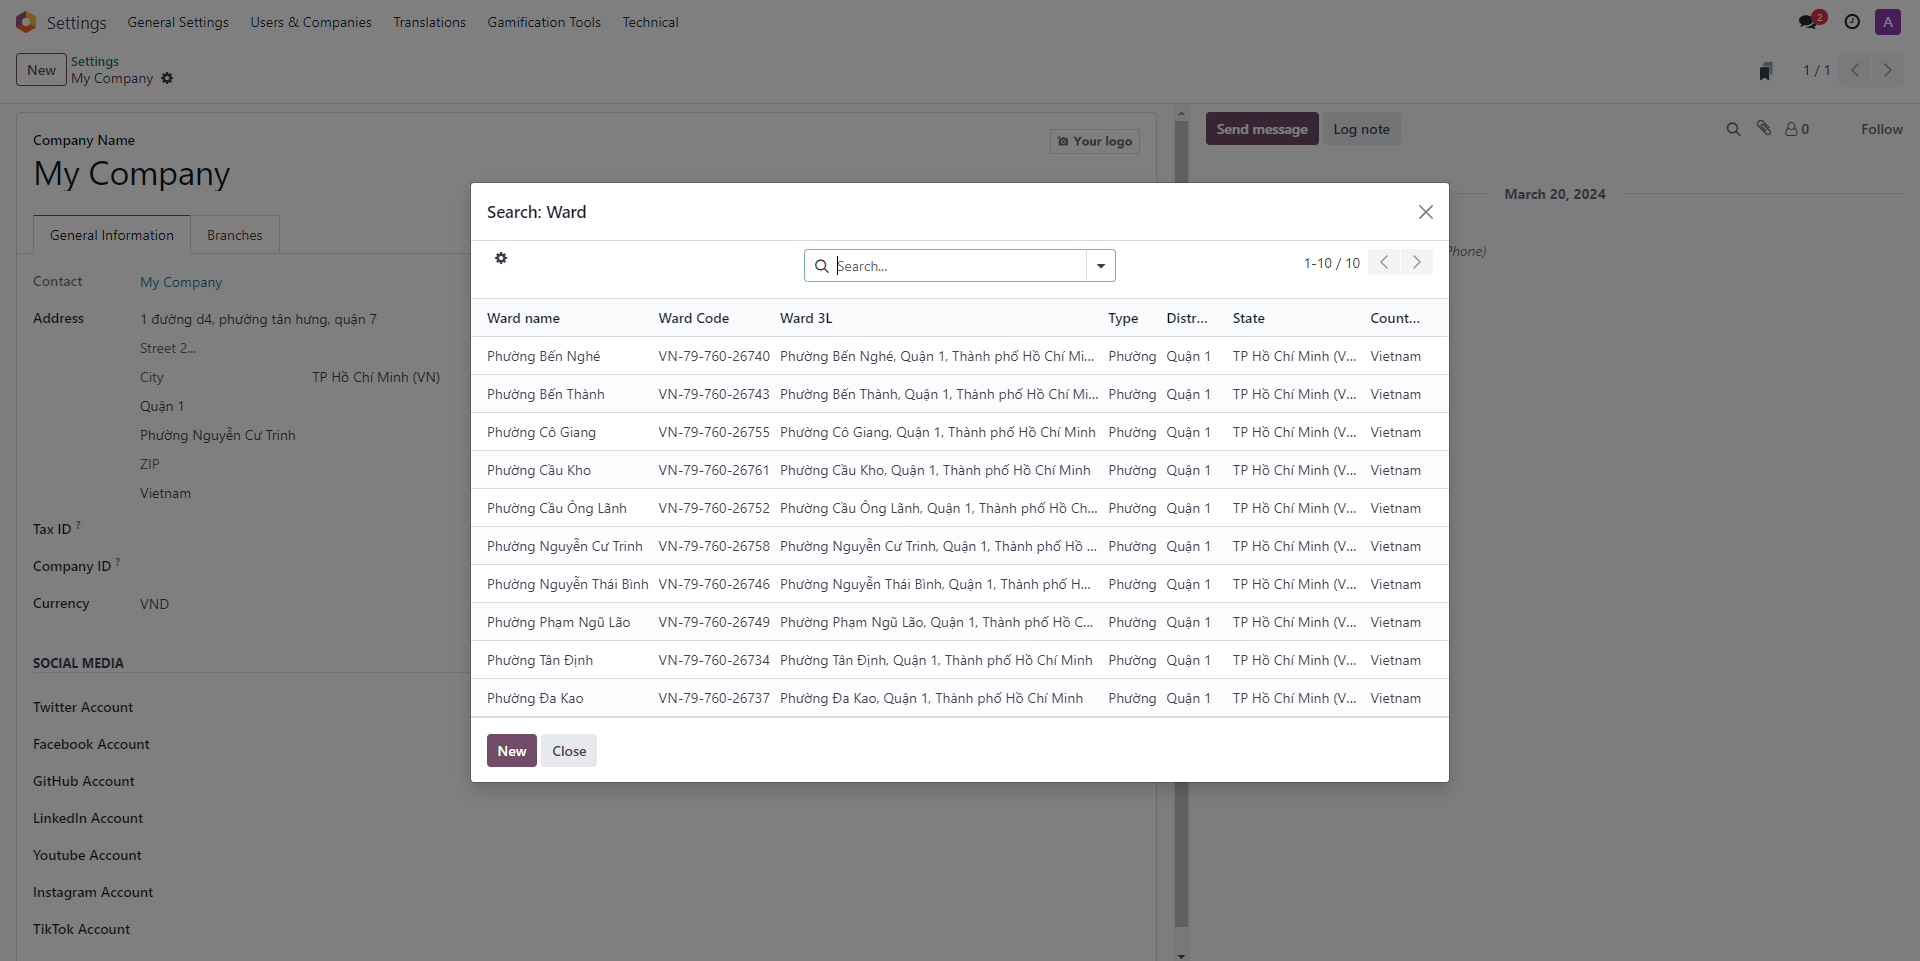 Settings General Settings Users & Companies Translations Gamification Tools Technical 2 A
New Settings
My Company 1 / 1
Company Name
My Company
Your logo
Send message Log note 0 Follow
March 20, 2024
Phone)
General Information Branches
Contact My Company
Address 1 đường d4, phường tân hưng, quận 7
Street 2...
City TP Hồ Chí Minh (VN)
Quận 1
Phường Nguyễn Cư Trinh
ZIP
Vietnam
Tax ID ?
Company ID ?
Currency VND
SOCIAL MEDIA
Twitter Account
Facebook Account
GitHub Account
LinkedIn Account
Youtube Account
Instagram Account
TikTok Account
Search: Ward
Search... 1-10 / 10
Ward name Ward Code Ward 3L Type Distr... State Count...
Phường Bến Nghé VN-79-760-26740 Phường Bến Nghé, Quận 1, Thành phố Hồ Chí Mi... Phường Quận 1 TP Hồ Chí Minh (V... Vietnam
Phường Bến Thành VN-79-760-26743 Phường Bến Thành, Quận 1, Thành phố Hồ Chí Mi... Phường Quận 1 TP Hồ Chí Minh (V... Vietnam
Phường Cô Giang VN-79-760-26755 Phường Cô Giang, Quận 1, Thành phố Hồ Chí Minh Phường Quận 1 TP Hồ Chí Minh (V... Vietnam
Phường Cầu Kho VN-79-760-26761 Phường Cầu Kho, Quận 1, Thành phố Hồ Chí Minh Phường Quận 1 TP Hồ Chí Minh (V... Vietnam
Phường Cầu Ông Lãnh VN-79-760-26752 Phường Cầu Ông Lãnh, Quận 1, Thành phố Hồ Ch... Phường Quận 1 TP Hồ Chí Minh (V... Vietnam
Phường Nguyễn Cư Trinh VN-79-760-26758 Phường Nguyễn Cư Trinh, Quận 1, Thành phố Hồ ... Phường Quận 1 TP Hồ Chí Minh (V... Vietnam
Phường Nguyễn Thái Bình VN-79-760-26746 Phường Nguyễn Thái Bình, Quận 1, Thành phố H... Phường Quận 1 TP Hồ Chí Minh (V... Vietnam
Phường Phạm Ngũ Lão VN-79-760-26749 Phường Phạm Ngũ Lão, Quận 1, Thành phố Hồ C... Phường Quận 1 TP Hồ Chí Minh (V... Vietnam
Phường Tân Định VN-79-760-26734 Phường Tân Định, Quận 1, Thành phố Hồ Chí Minh Phường Quận 1 TP Hồ Chí Minh (V... Vietnam
Phường Đa Kao VN-79-760-26737 Phường Đa Kao, Quận 1, Thành phố Hồ Chí Minh Phường Quận 1 TP Hồ Chí Minh (V... Vietnam
New Close